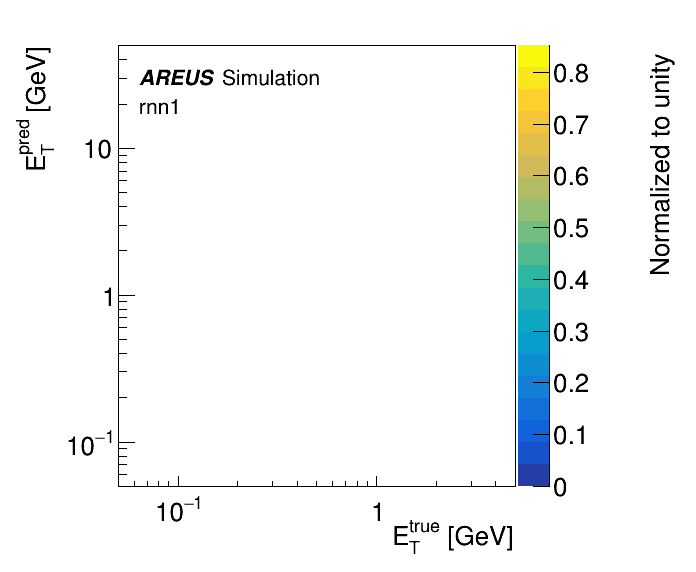 AREUS Simulation
rnn1
E_T^pred [GeV]
10
1
10⁻¹
10⁻¹
1
E_T^true [GeV]
0.8
0.7
0.6
0.5
0.4
0.3
0.2
0.1
0
Normalized to unity